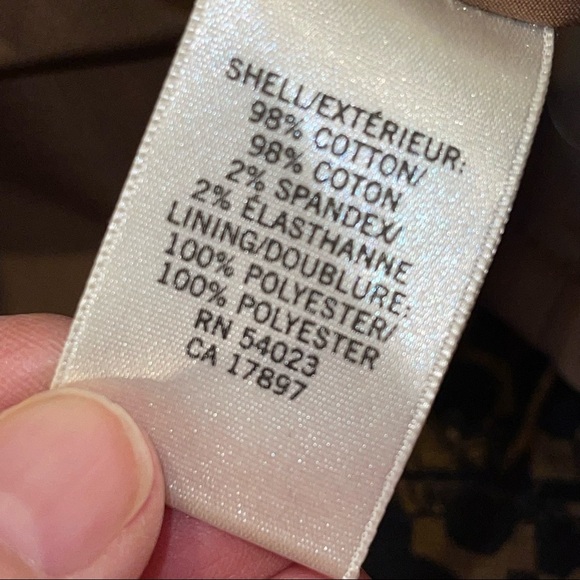 SHELL/EXTÉRIEUR:
98% COTTON/
98% COTON
2% SPANDEX/
2% ÉLASTHANNE
LINING/DOUBLURE:
100% POLYESTER/
100% POLYESTER
RN 54023
CA 17897